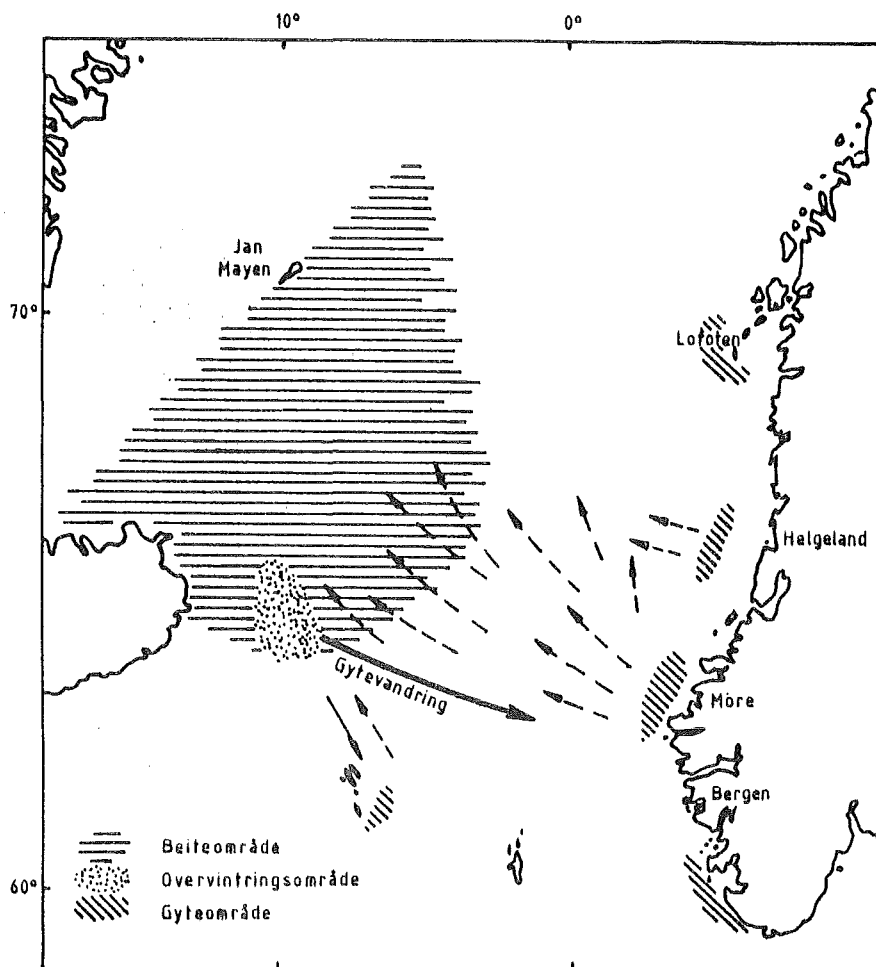 10°
0°
Jan
Mayen
70°
Lofoten
Helgeland
Gytevandring
Möre
Bergen
Beiteområde
60°
Overvintringsområde
Gyteområde